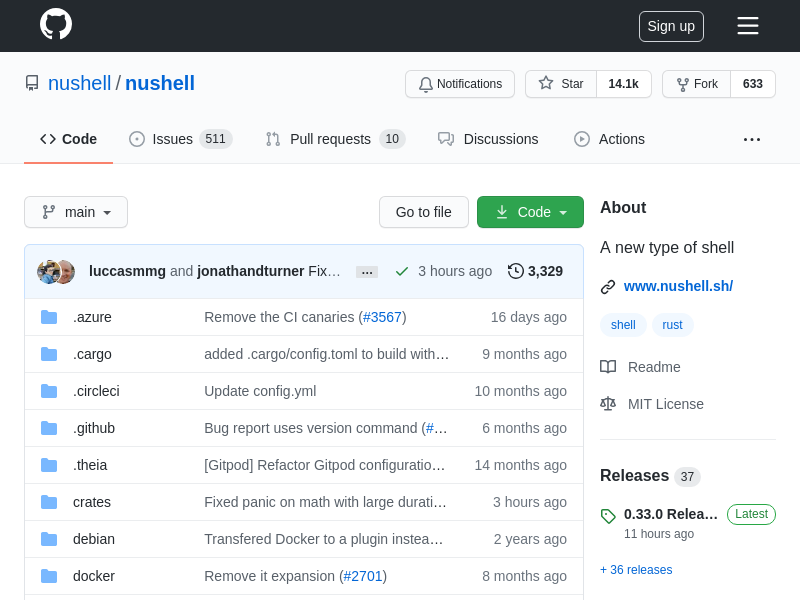 Sign up
nushell / nushell
Notifications Star 14.1k Fork 633
Code Issues 511 Pull requests 10 Discussions Actions ...
main Go to file Code
luccasmmg and jonathandturner Fix… ... 3 hours ago 3,329
.azure Remove the CI canaries (#3567) 16 days ago
.cargo added .cargo/config.toml to build with… 9 months ago
.circleci Update config.yml 10 months ago
.github Bug report uses version command (#… 6 months ago
.theia [Gitpod] Refactor Gitpod configuratio… 14 months ago
crates Fixed panic on math with large durati… 3 hours ago
debian Transfered Docker to a plugin instea… 2 years ago
docker Remove it expansion (#2701) 8 months ago
About
A new type of shell
www.nushell.sh/
shell rust
Readme
MIT License
Releases 37
0.33.0 Relea… Latest
11 hours ago
+ 36 releases